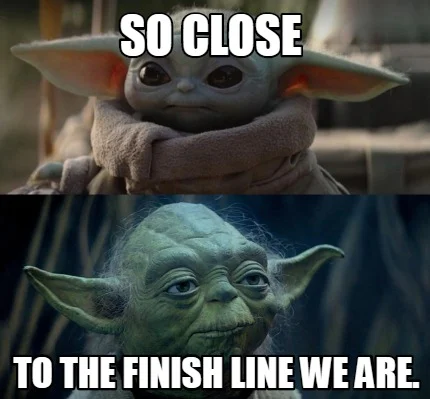 SO CLOSE
TO THE FINISH LINE WE ARE.